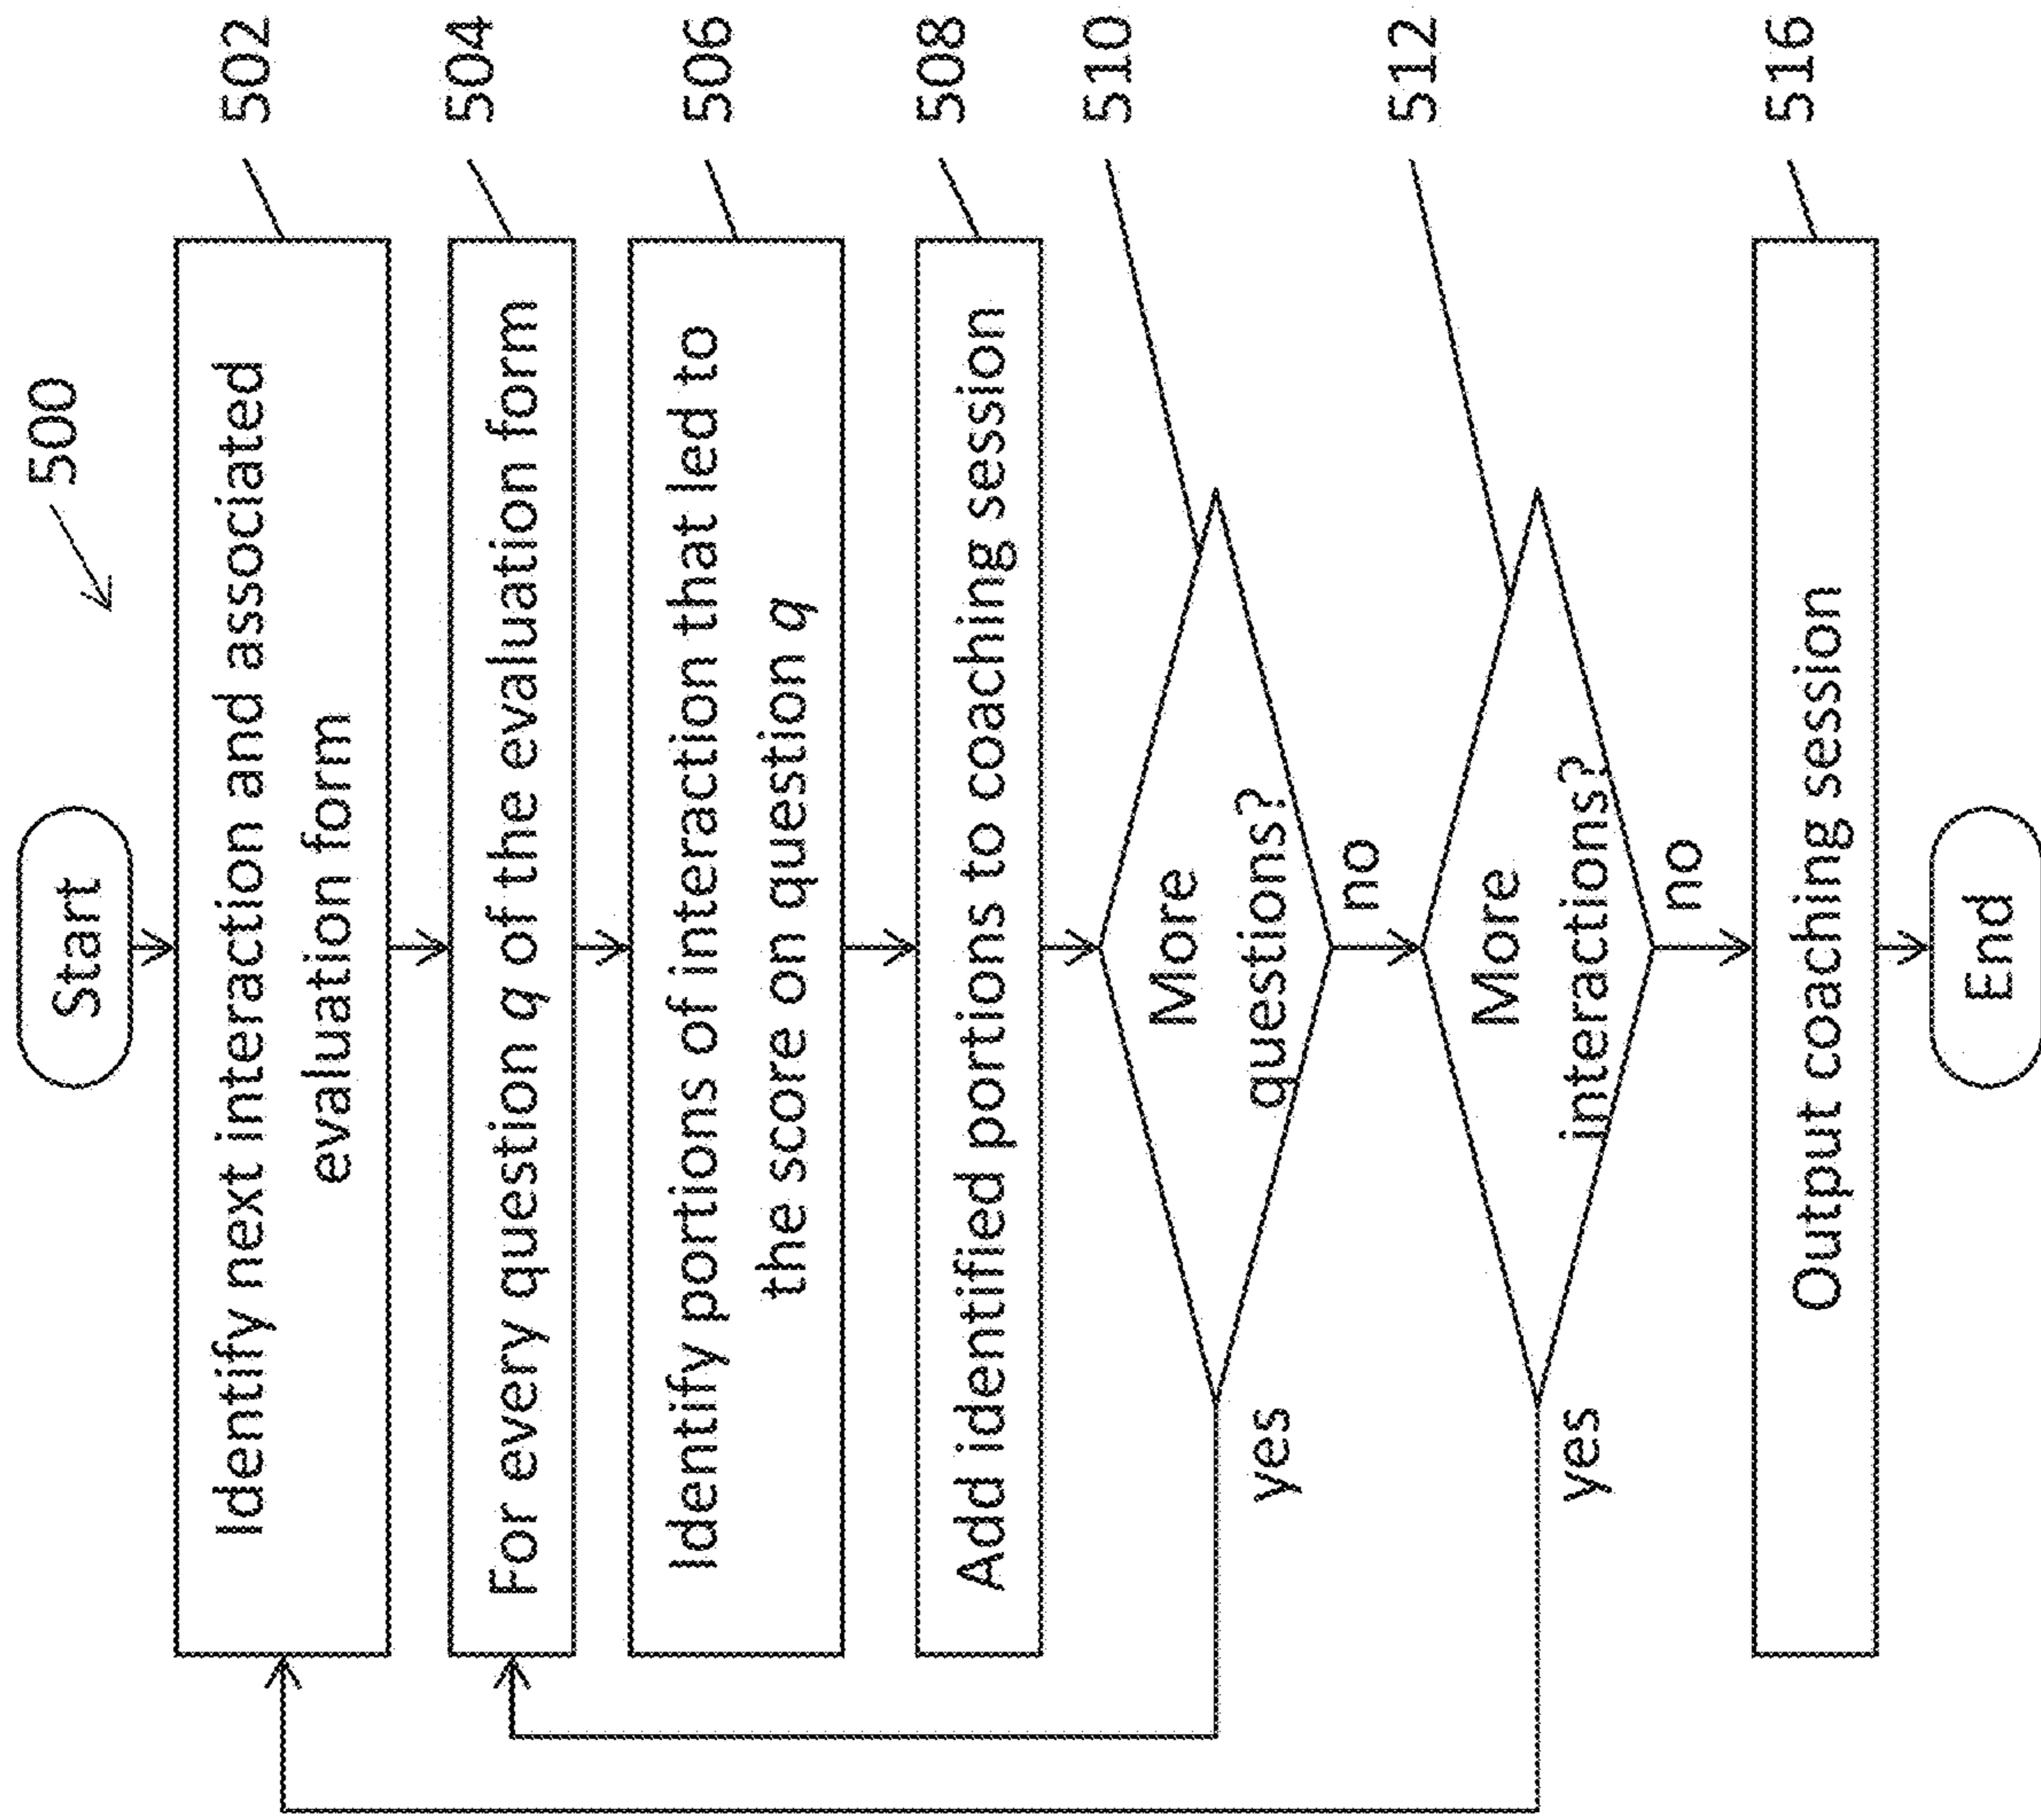 500
Start
Identify next interaction and associated
evaluation form
502
For every question q of the evaluation form
504
Identify portions of interaction that led to
the score on question q
506
Add identified portions to coaching session
508
More
questions?
510
yes
no
More
interactions?
512
yes
no
Output coaching session
516
End